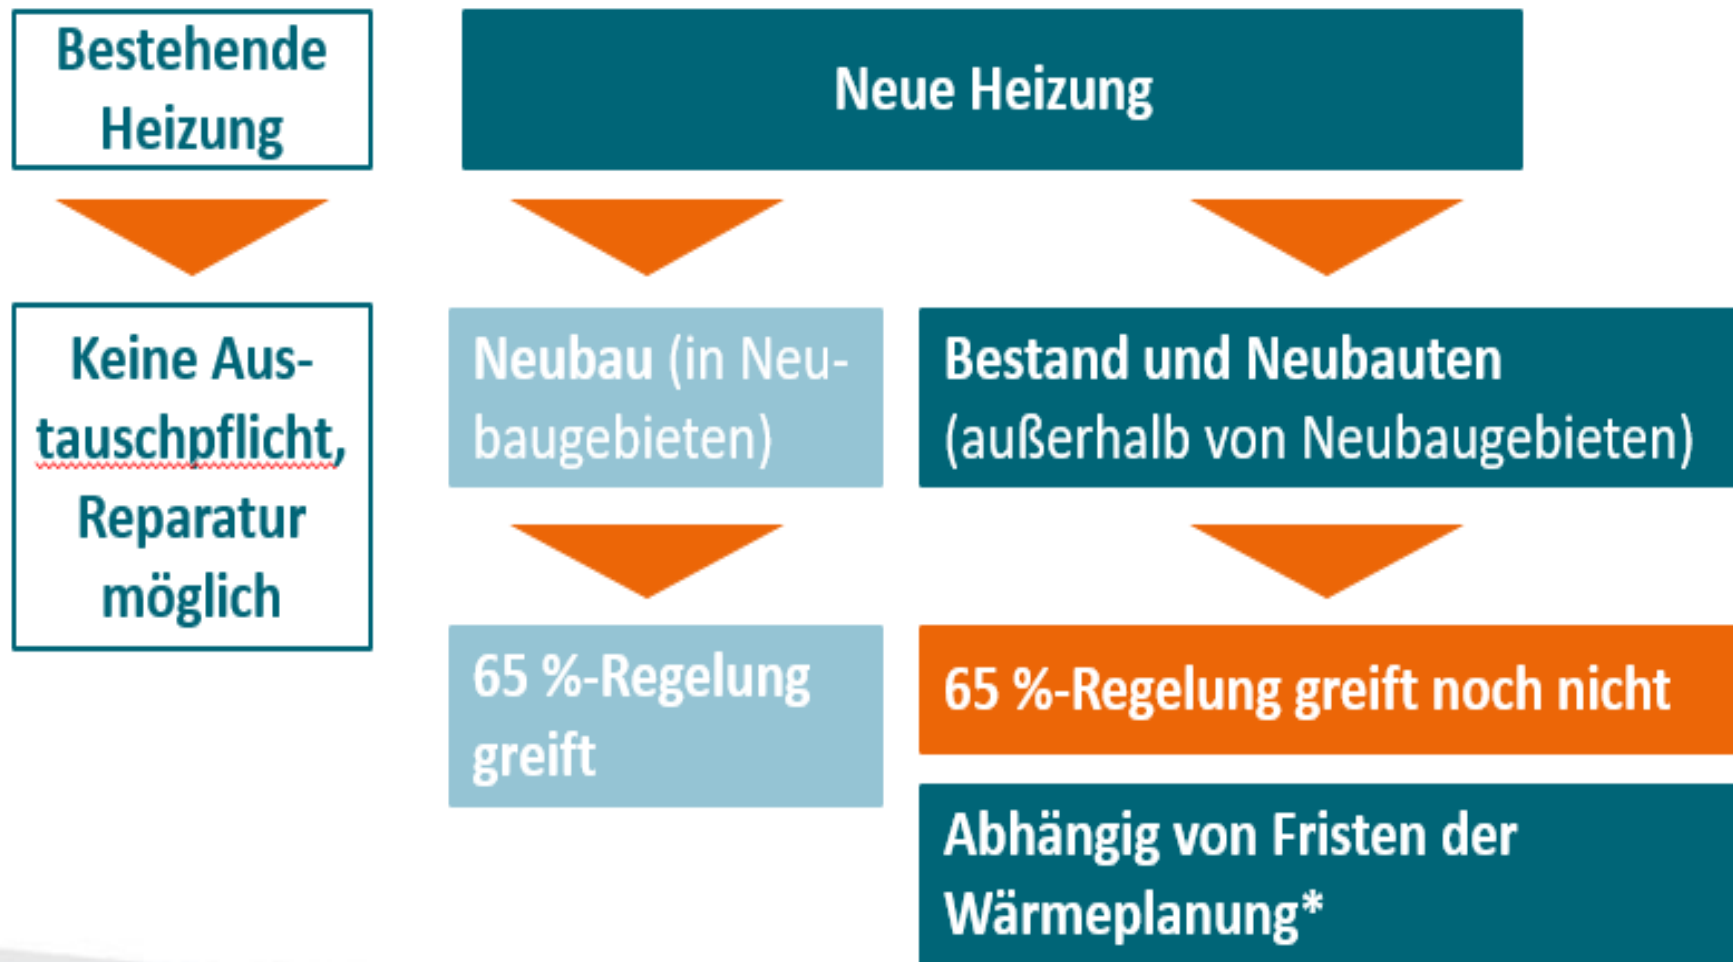 Bestehende
Heizung
Neue Heizung
Keine Aus-
tauschpflicht,
Reparatur
möglich
Neubau (in Neu-
baugebieten)
65 %-Regelung
greift
Bestand und Neubauten
(außerhalb von Neubaugebieten)
65 %-Regelung greift noch nicht
Abhängig von Fristen der
Wärmeplanung*